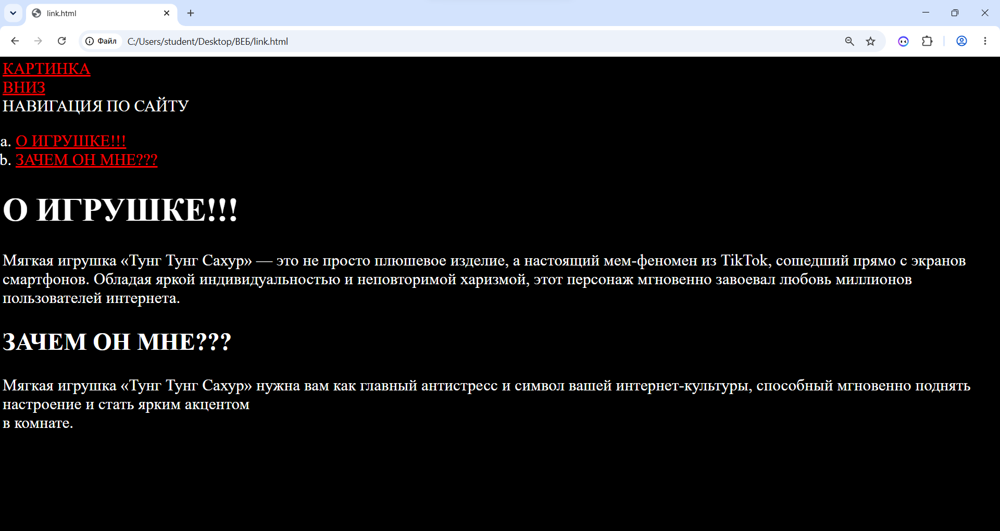 link.html
Файл C:/Users/student/Desktop/ВЕБ/link.html
КАРТИНКА
ВНИЗ
НАВИГАЦИЯ ПО САЙТУ
a. О ИГРУШКЕ!!!
b. ЗАЧЕМ ОН МНЕ???
О ИГРУШКЕ!!!
Мягкая игрушка «Тунг Тунг Сахур» — это не просто плюшевое изделие, а настоящий мем-феномен из TikTok, сошедший прямо с экранов
смартфонов. Обладая яркой индивидуальностью и неповторимой харизмой, этот персонаж мгновенно завоевал любовь миллионов
пользователей интернета.
ЗАЧЕМ ОН МНЕ???
Мягкая игрушка «Тунг Тунг Сахур» нужна вам как главный антистресс и символ вашей интернет-культуры, способный мгновенно поднять
настроение и стать ярким акцентом
в комнате.